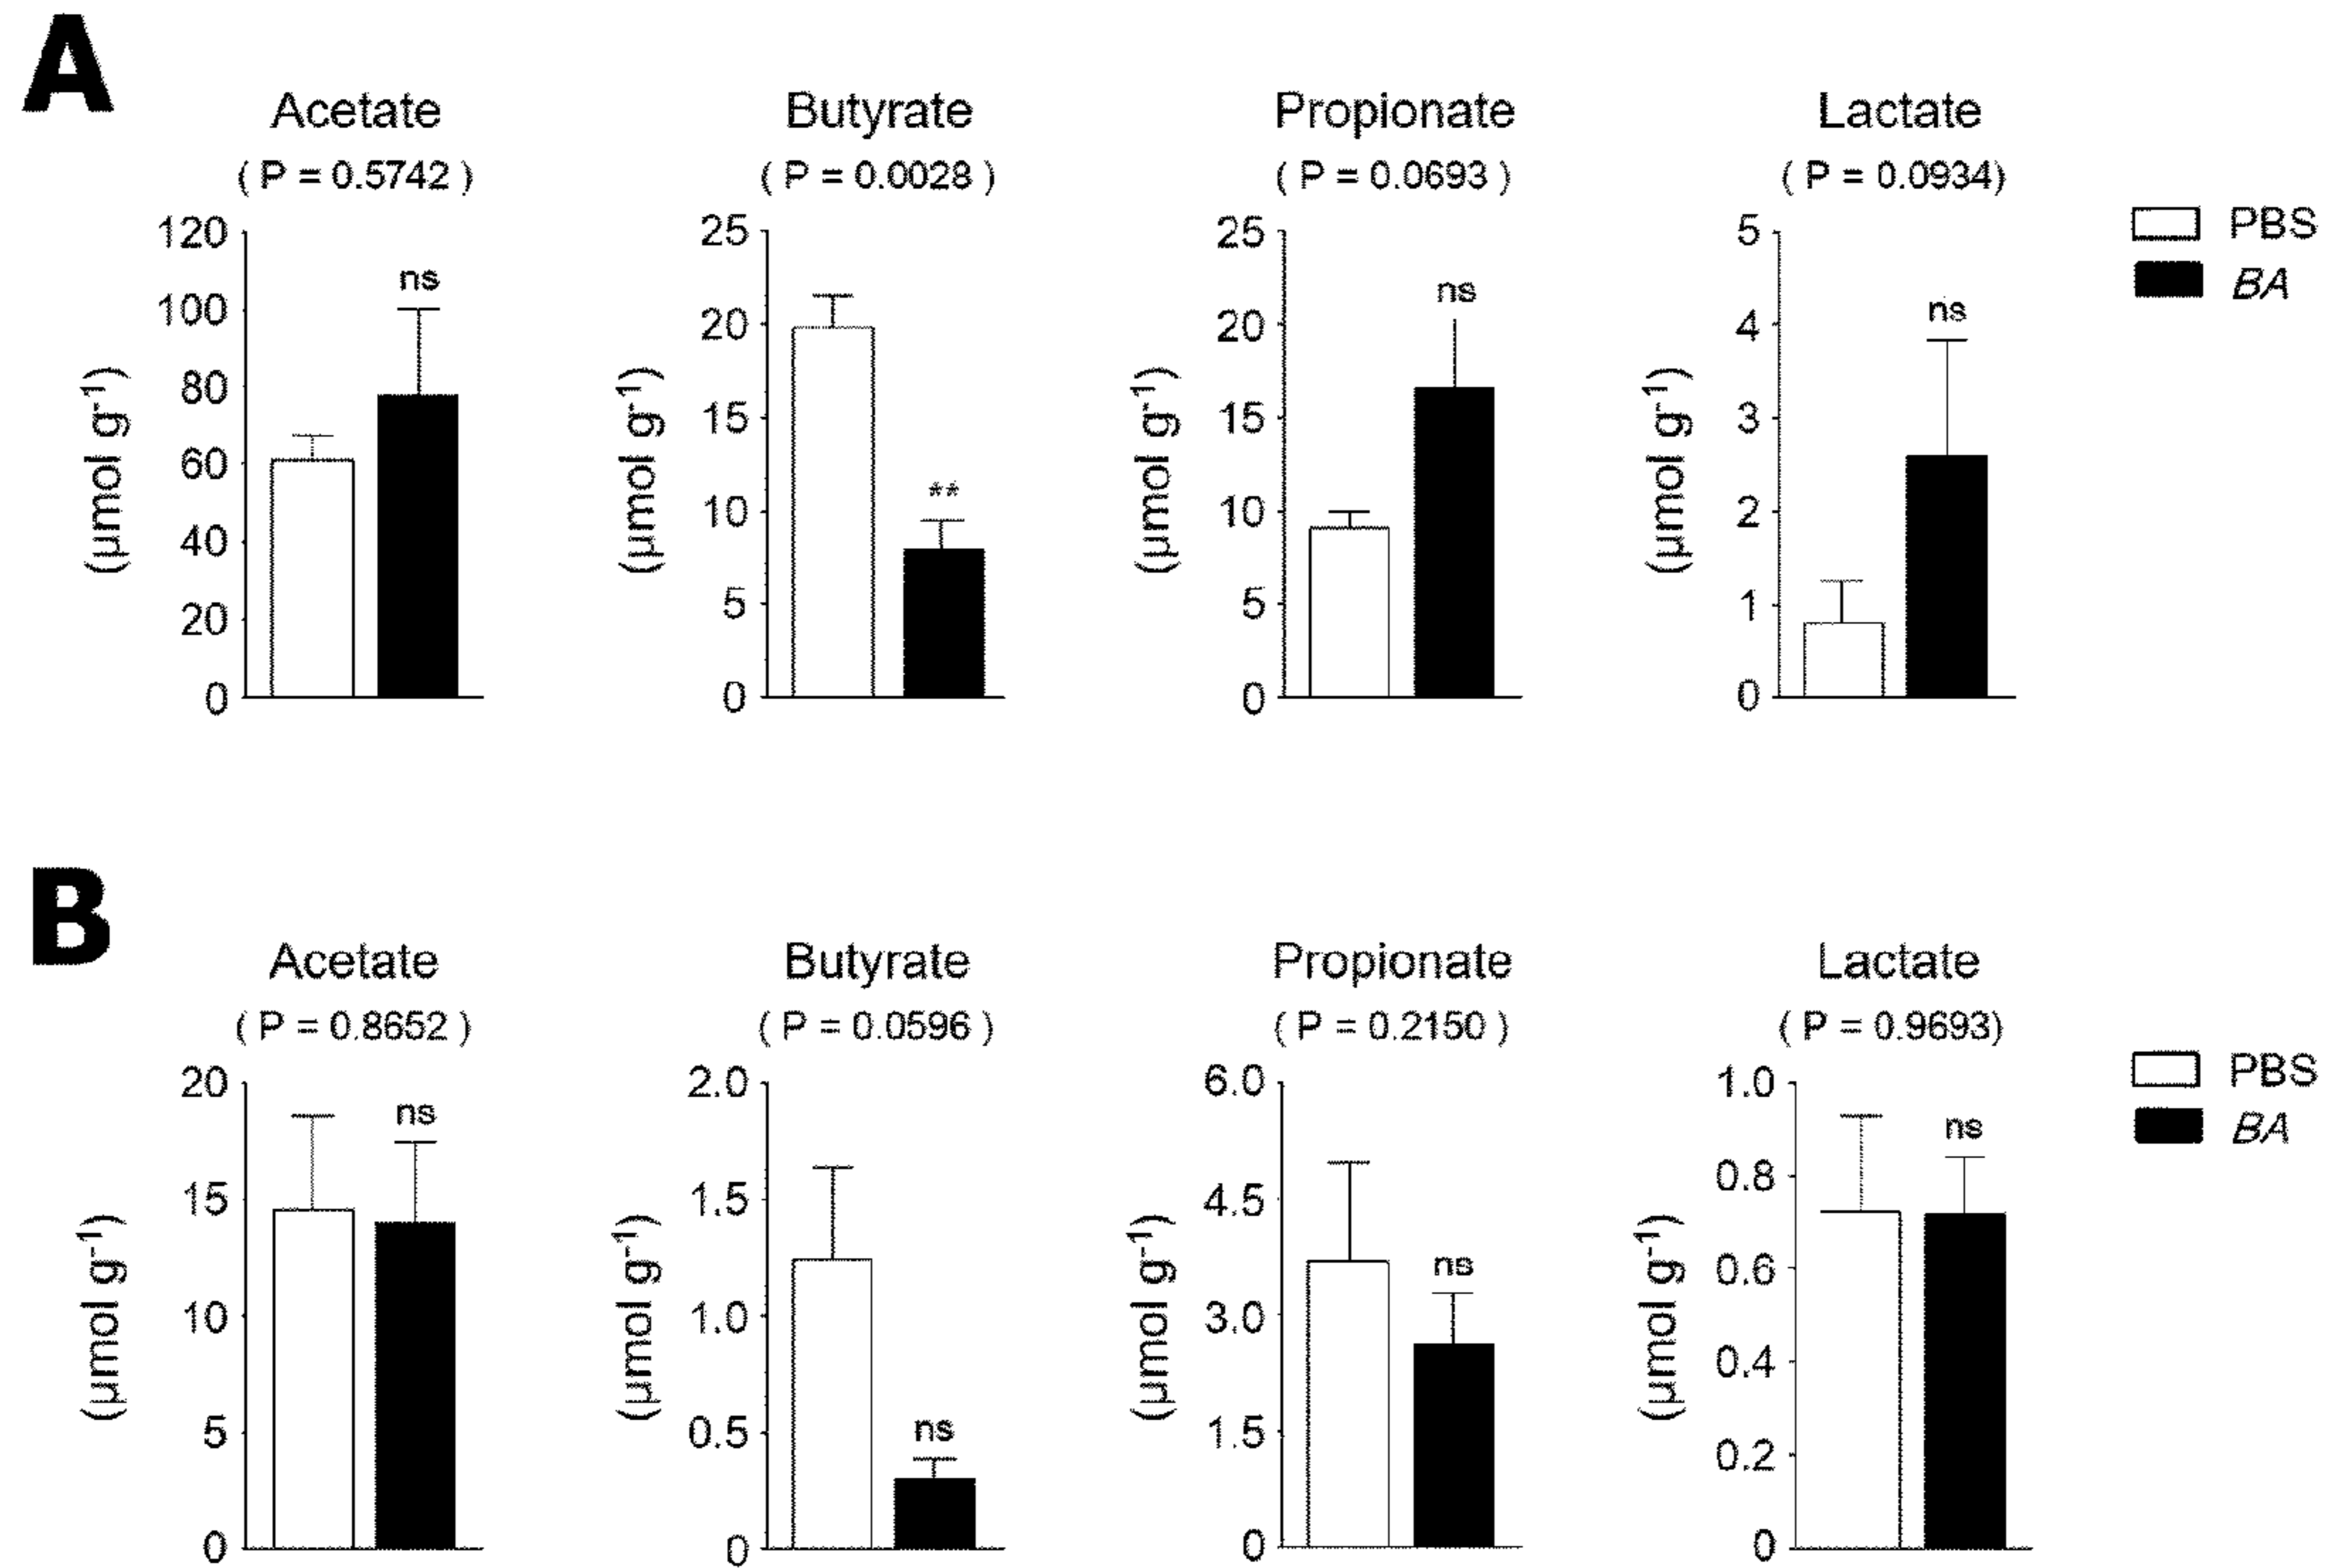 A
Acetate
( P = 0.5742 )
120
100
80
60
40
20
0
(µmol g-1)
ns
Butyrate
( P = 0.0028 )
25
20
15
10
5
0
(µmol g-1)
**
Propionate
( P = 0.0693 )
25
20
15
10
5
0
(µmol g-1)
ns
Lactate
( P = 0.0934)
5
4
3
2
1
0
(µmol g-1)
ns
PBS
BA
B
Acetate
( P = 0.8652 )
20
15
10
5
0
(µmol g-1)
ns
Butyrate
( P = 0.0596 )
2.0
1.5
1.0
0.5
0
(µmol g-1)
ns
Propionate
( P = 0.2150 )
6.0
4.5
3.0
1.5
0
(µmol g-1)
ns
Lactate
( P = 0.9693)
1.0
0.8
0.6
0.4
0.2
0
(µmol g-1)
ns
PBS
BA